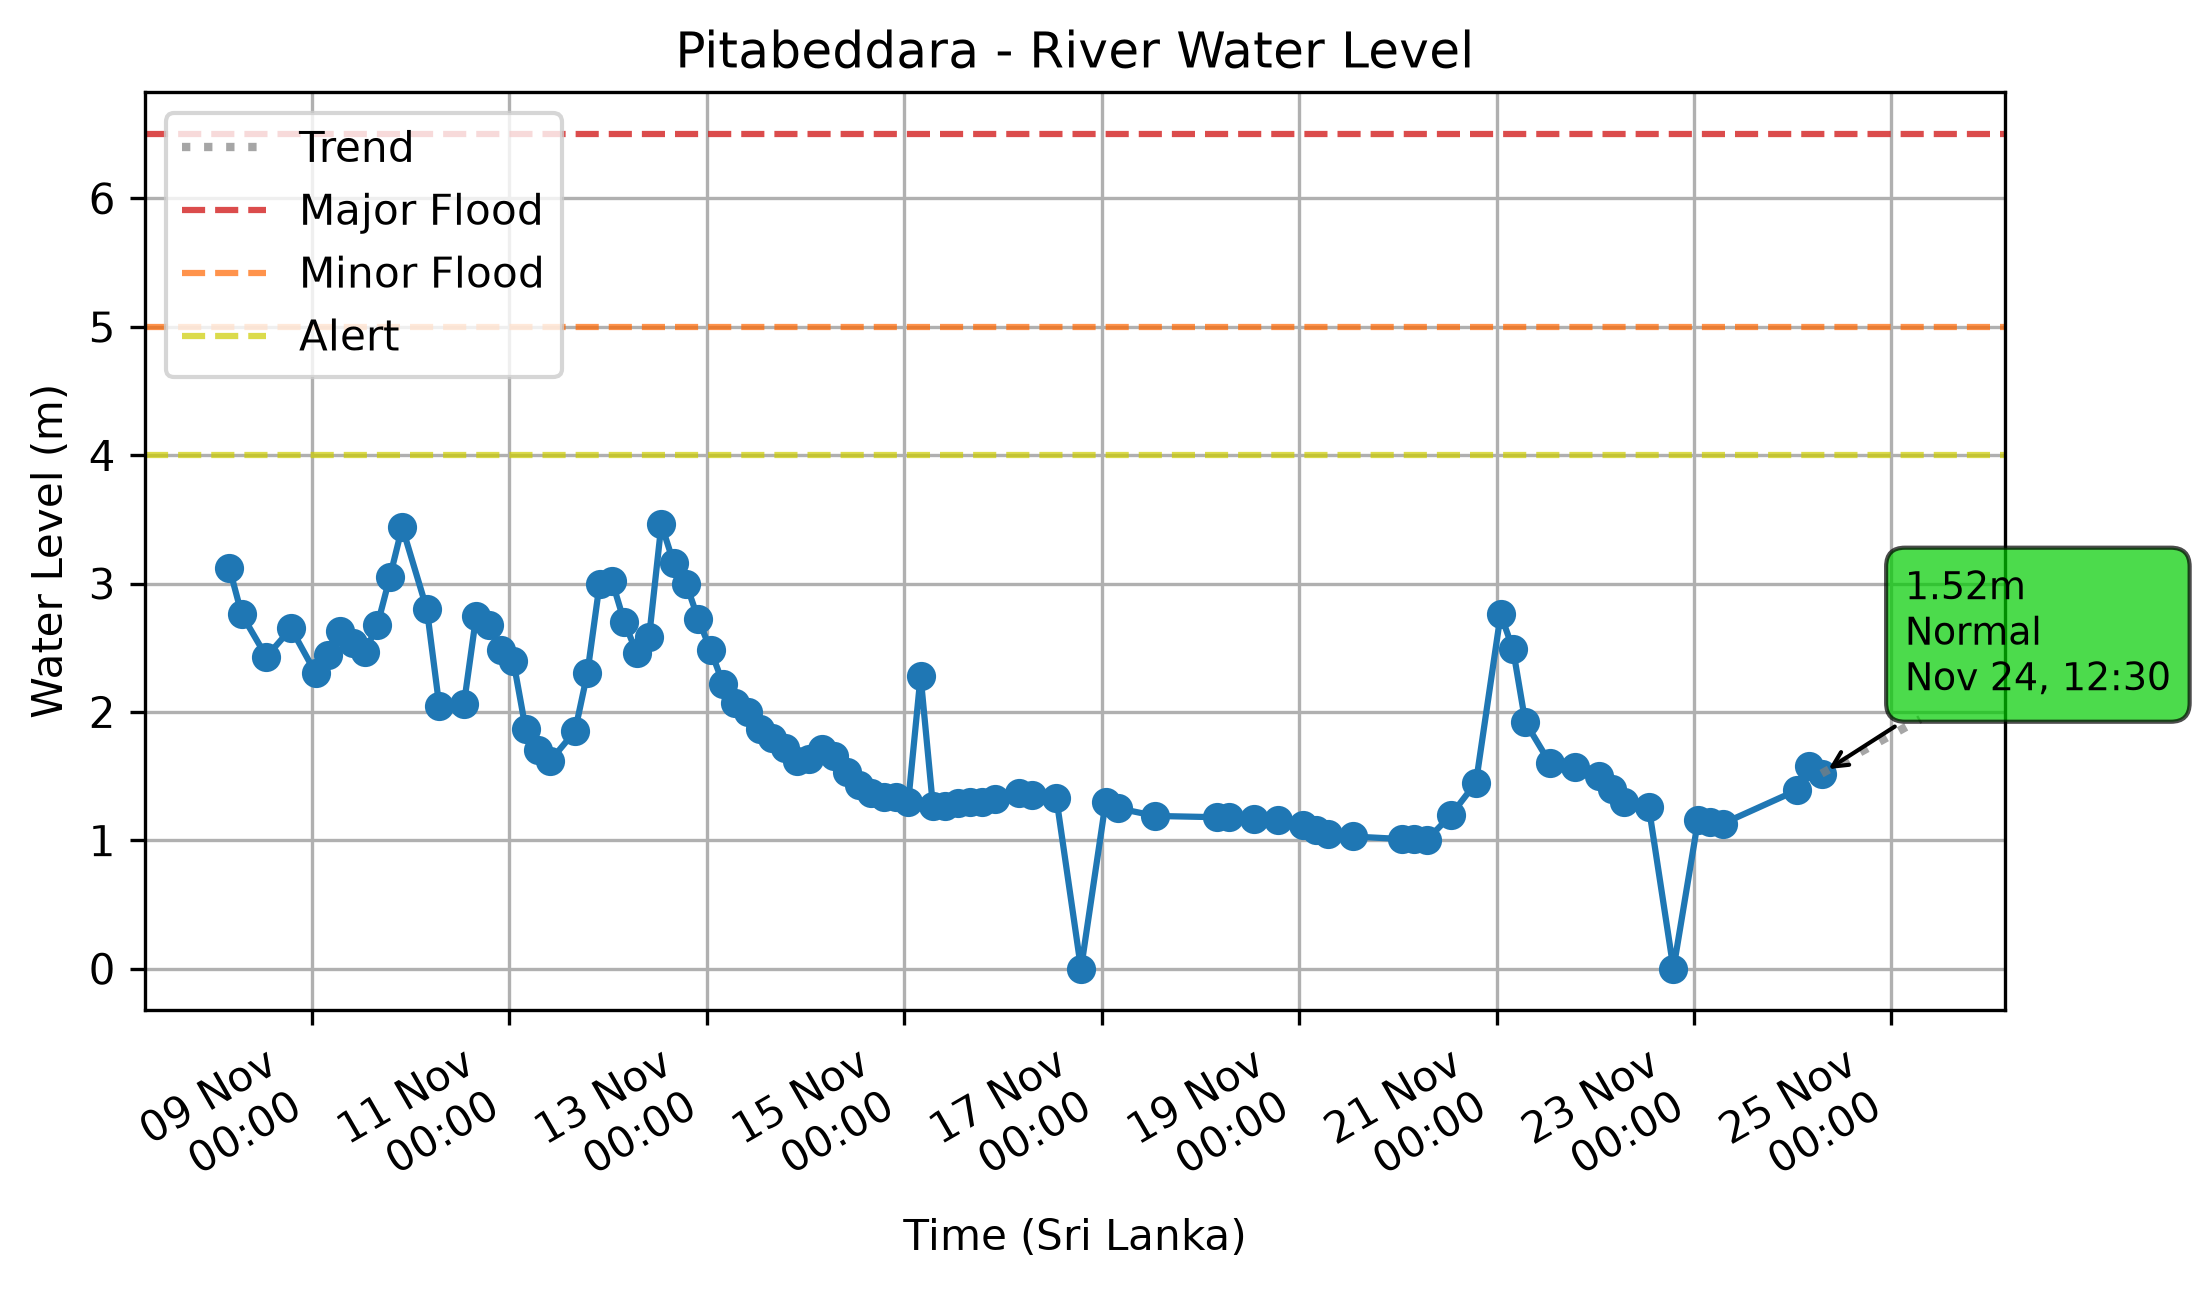 Pitabeddara - River Water Level
Trend
Major Flood
Minor Flood
Alert
Water Level (m)
6
5
4
3
2
1
0
1.52m
Normal
Nov 24, 12:30
09 Nov
00:00
11 Nov
00:00
13 Nov
00:00
15 Nov
00:00
17 Nov
00:00
19 Nov
00:00
21 Nov
00:00
23 Nov
00:00
25 Nov
00:00
Time (Sri Lanka)